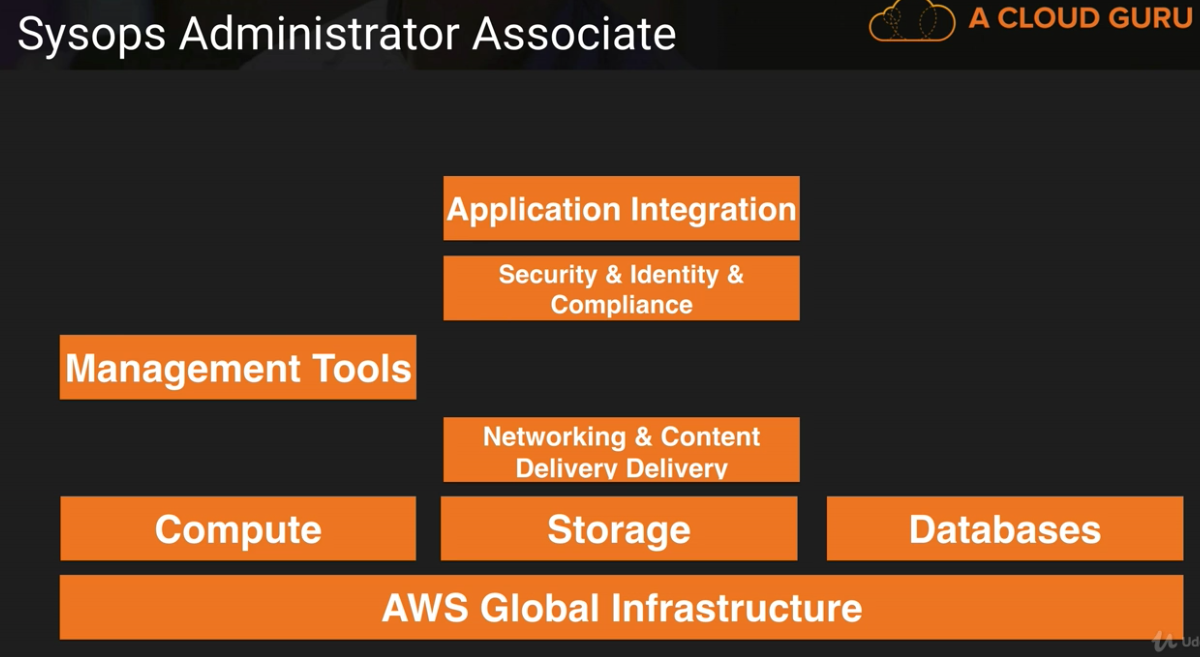 Sysops Administrator Associate
A CLOUD GURU
Application Integration
Security & Identity &
Compliance
Management Tools
Networking & Content
Delivery Delivery
Compute
Storage
Databases
AWS Global Infrastructure